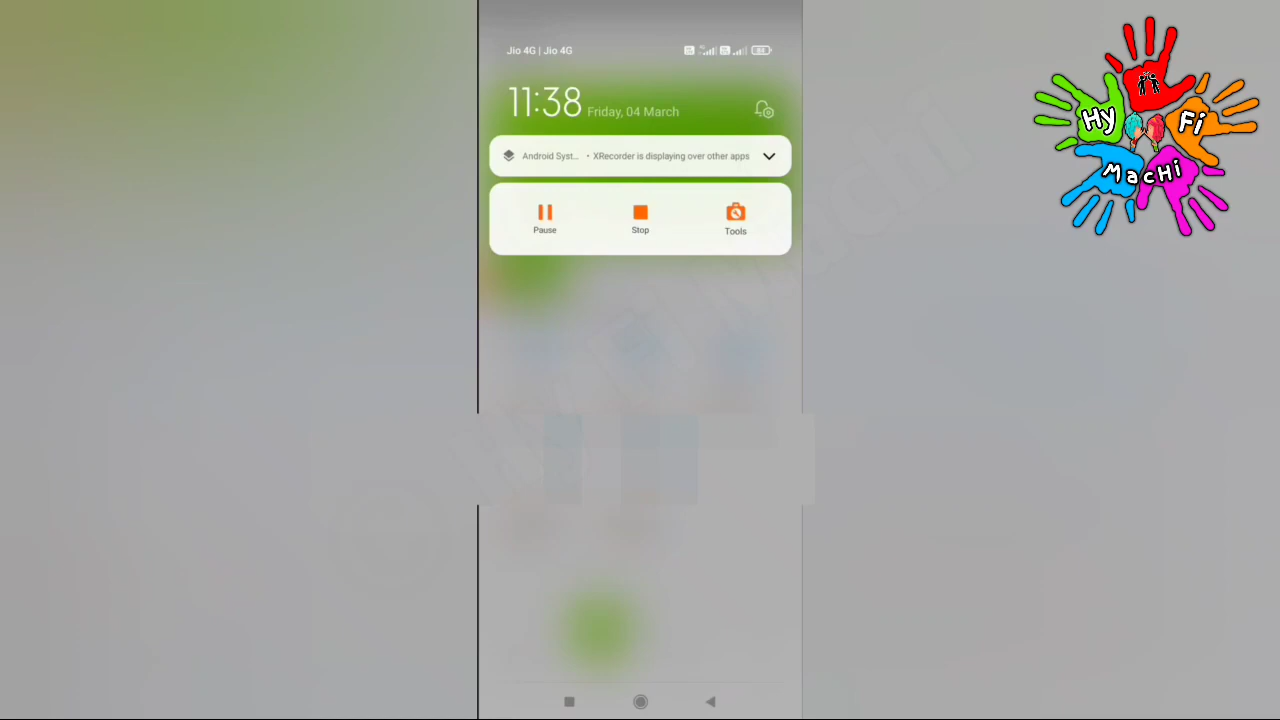 Jio 4G | Jio 4G
11:38 Friday, 04 March
Android Syst... • XRecorder is displaying over other apps
Pause Stop Tools
Hy Fi
MacHi